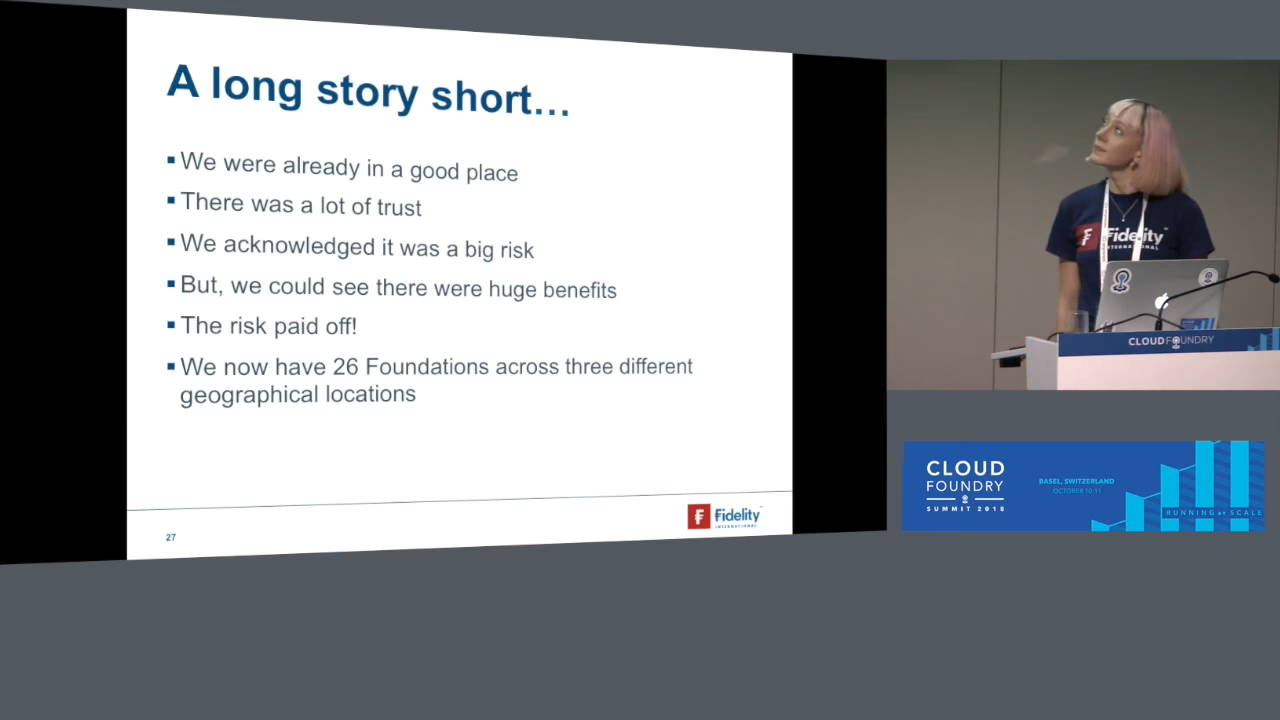 A long story short…
▪ We were already in a good place
▪ There was a lot of trust
▪ We acknowledged it was a big risk
▪ But, we could see there were huge benefits
▪ The risk paid off!
▪ We now have 26 Foundations across three different
geographical locations
27
Fidelity
INTERNATIONAL
Fidelity
INTERNATIONAL
CLOUDFOUNDRY
CLOUD
FOUNDRY
SUMMIT 2018
BASEL, SWITZERLAND
OCTOBER 10-11
RUNNING AT SCALE